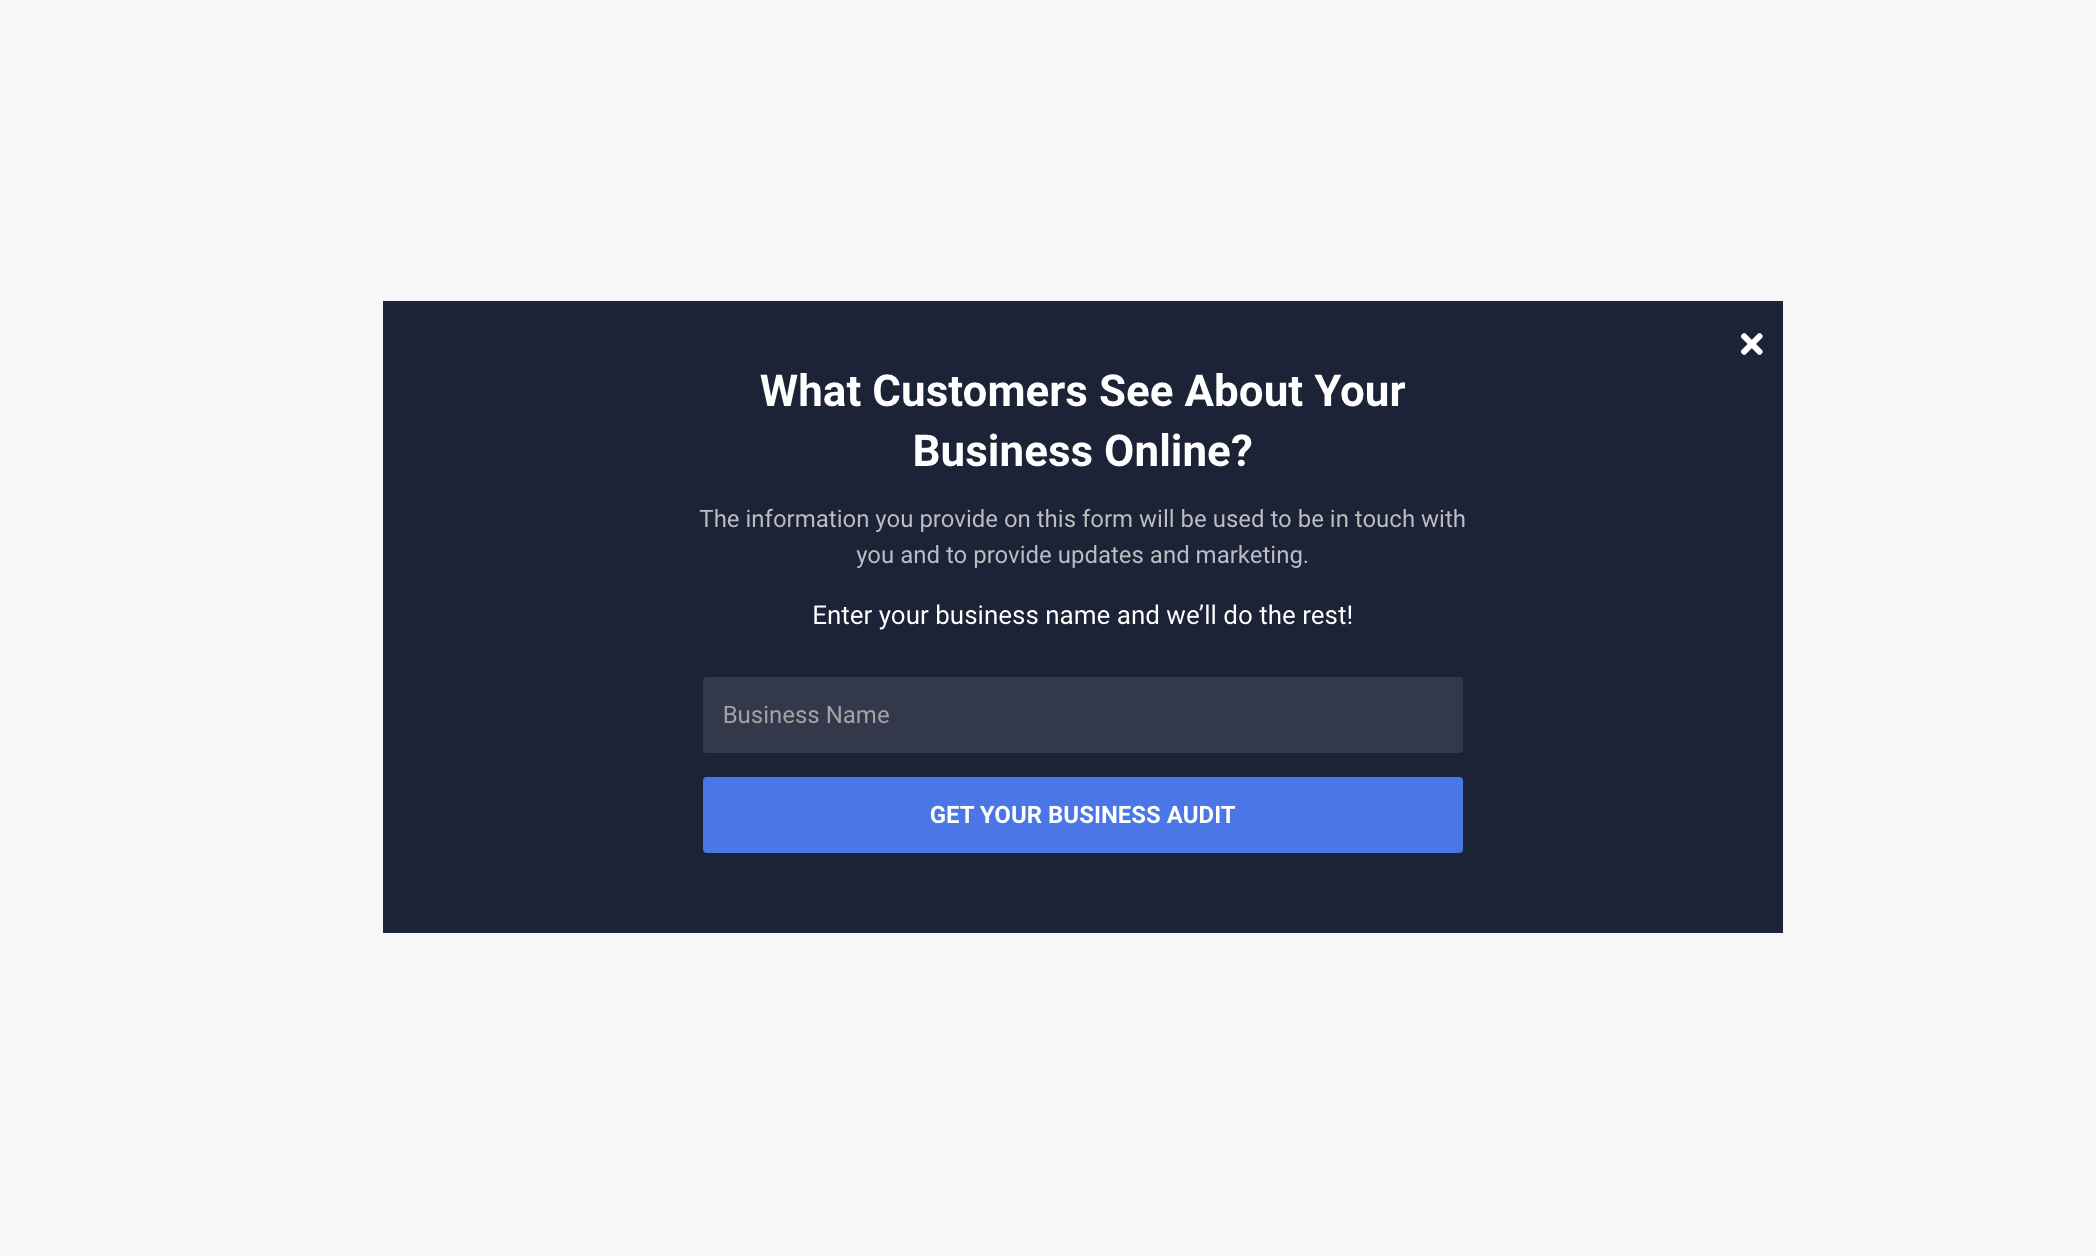 What Customers See About Your
Business Online?
The information you provide on this form will be used to be in touch with
you and to provide updates and marketing.
Enter your business name and we’ll do the rest!
Business Name
GET YOUR BUSINESS AUDIT